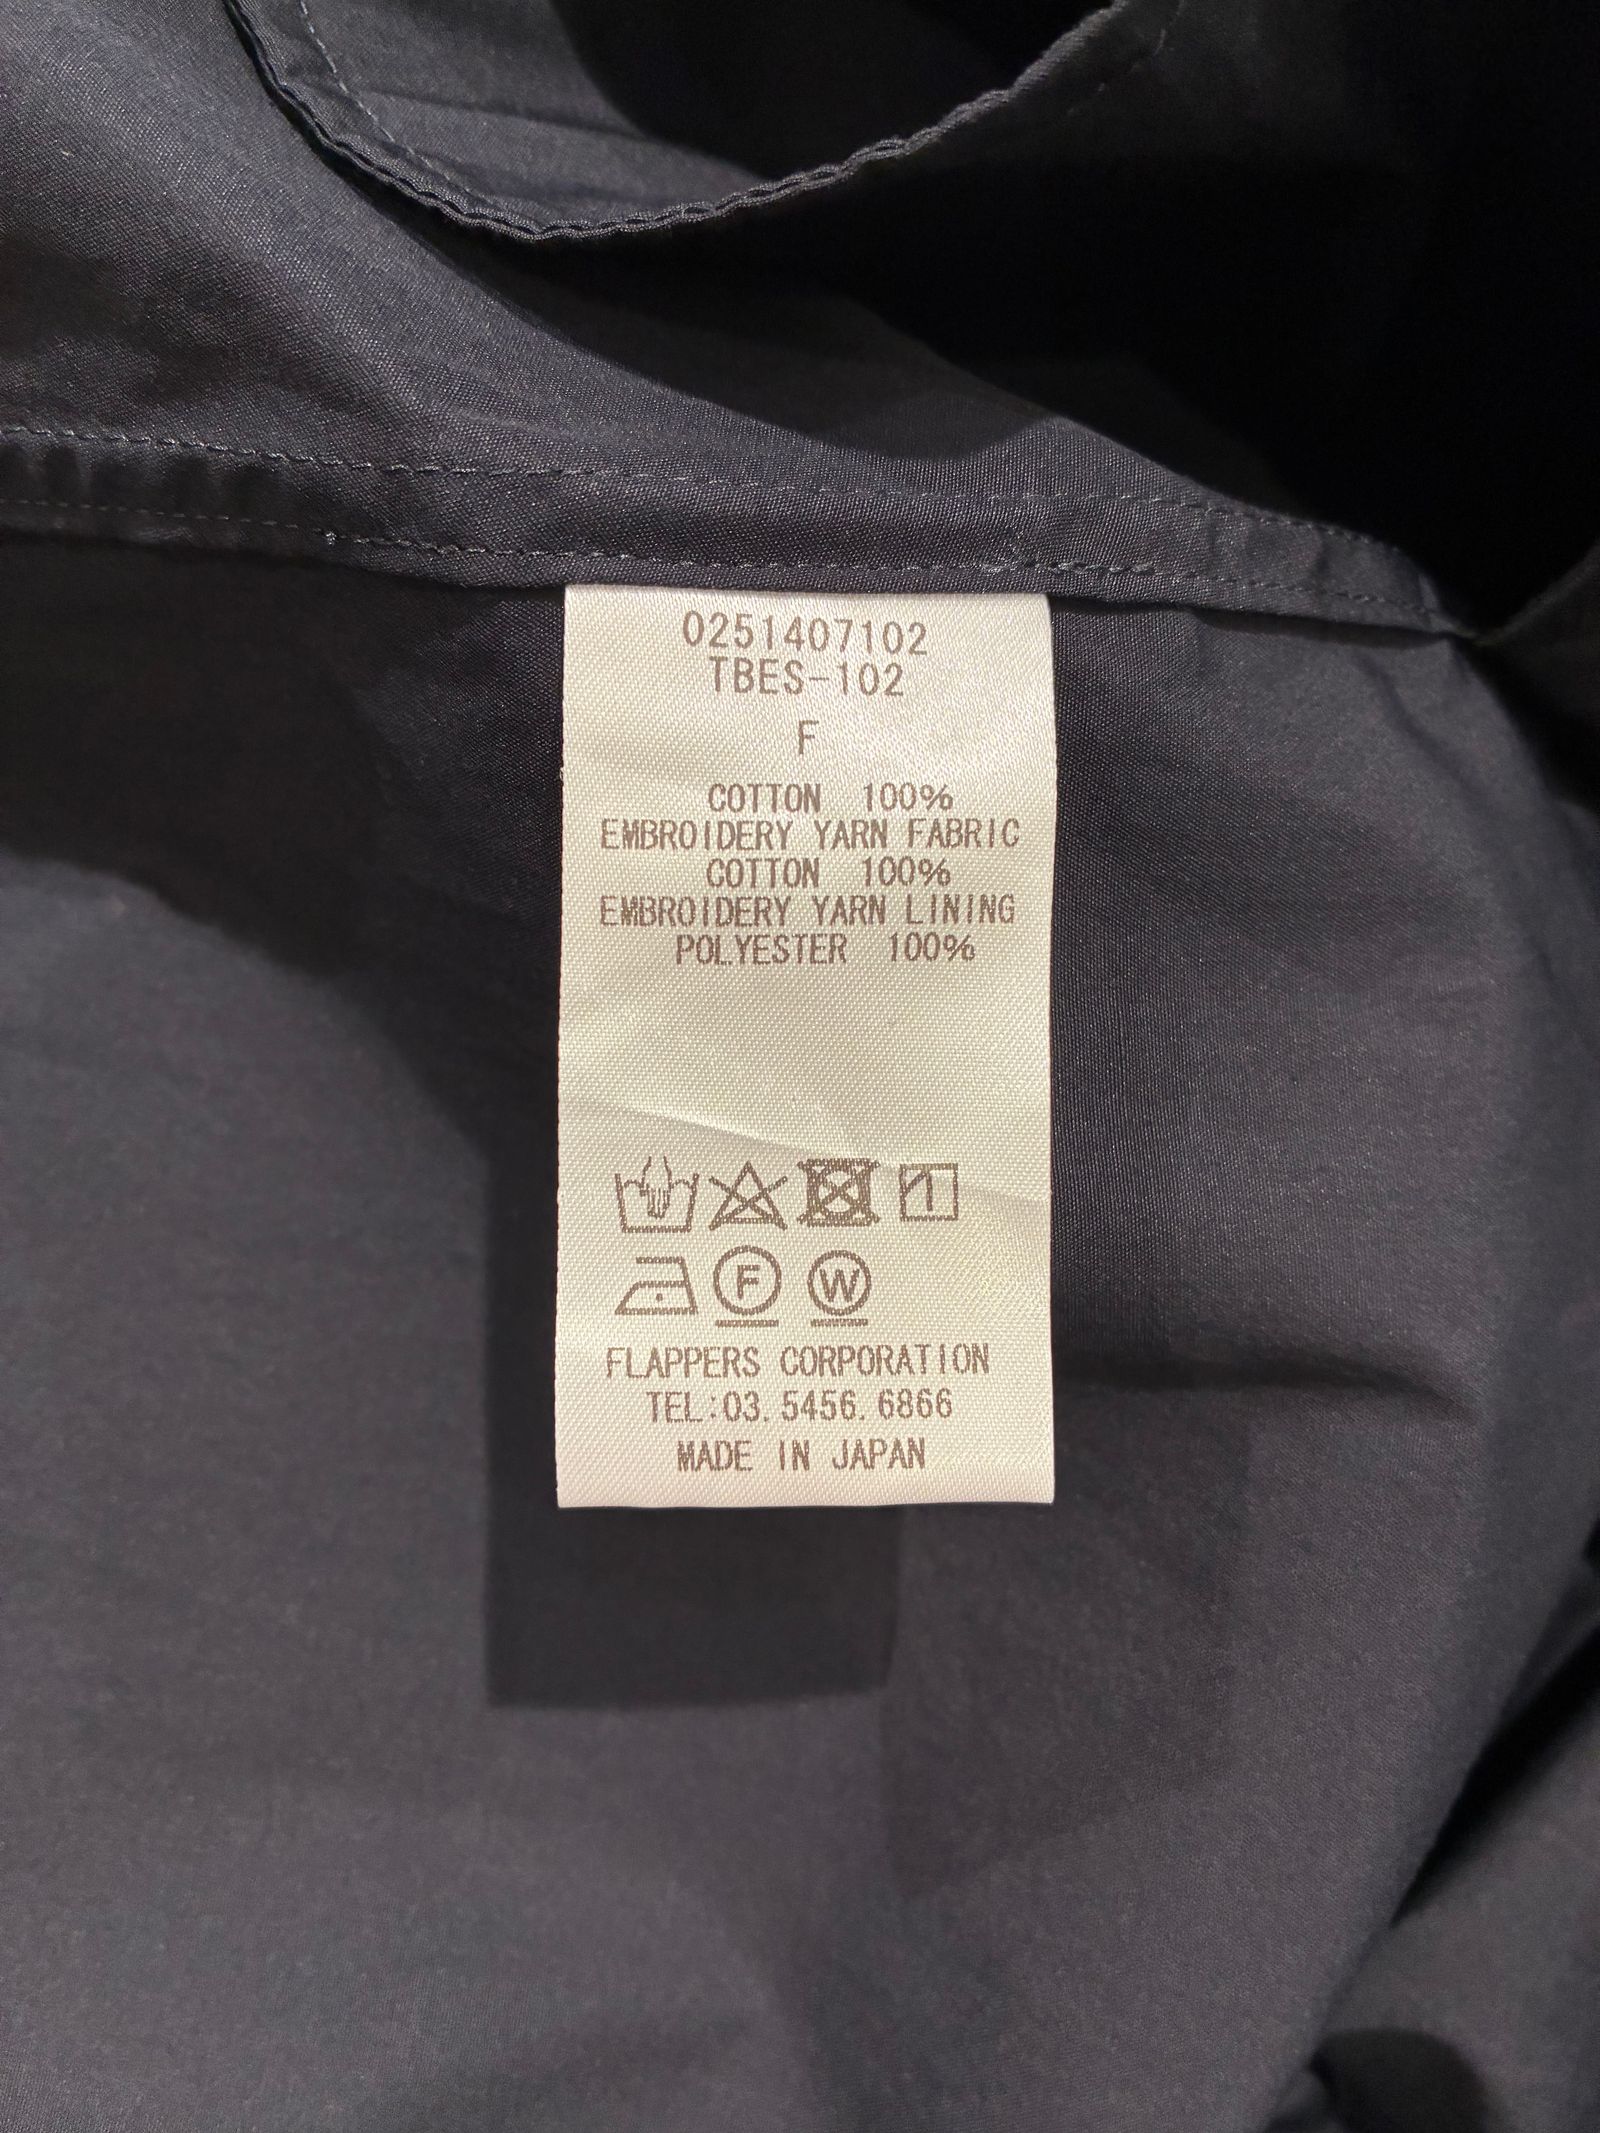 0251407102
TBES-102
F
COTTON 100%
EMBROIDERY YARN FABRIC
COTTON 100%
EMBROIDERY YARN LINING
POLYESTER 100%
F W
FLAPPERS CORPORATION
TEL:03.5456.6866
MADE IN JAPAN